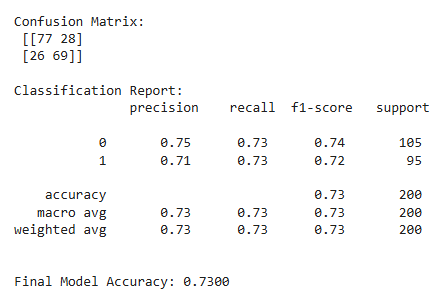 Confusion Matrix:
[[77 28]
[26 69]]
Classification Report:
precision recall f1-score support
0 0.75 0.73 0.74 105
1 0.71 0.73 0.72 95
accuracy 0.73 200
macro avg 0.73 0.73 0.73 200
weighted avg 0.73 0.73 0.73 200
Final Model Accuracy: 0.7300